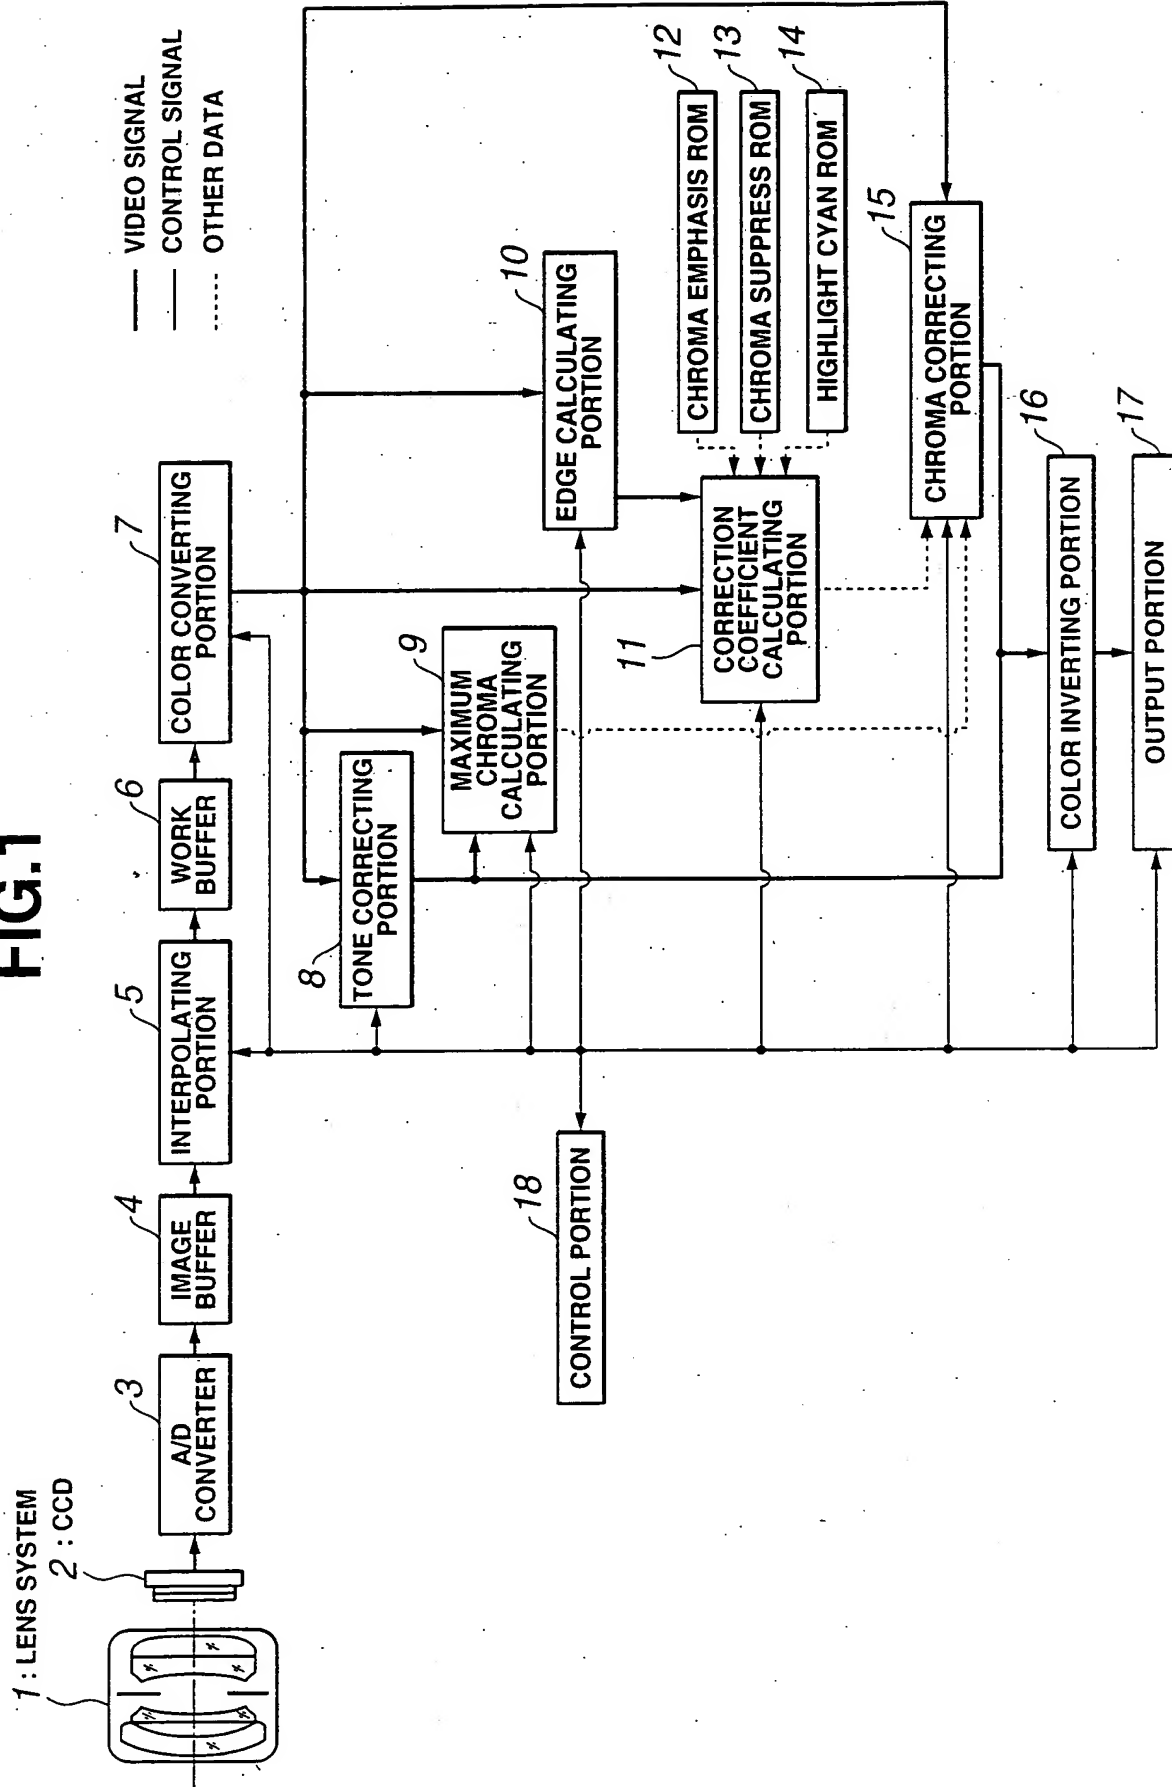 FIG.1
1 : LENS SYSTEM
2 : CCD
3
A/D
CONVERTER
4
IMAGE
BUFFER
5
INTERPOLATING
PORTION
6
WORK
BUFFER
7
COLOR CONVERTING
PORTION
VIDEO SIGNAL
CONTROL SIGNAL
OTHER DATA
8
TONE CORRECTING
PORTION
9
MAXIMUM
CHROMA
CALCULATING
PORTION
10
EDGE CALCULATING
PORTION
11
CORRECTION
COEFFICIENT
CALCULATING
PORTION
12
CHROMA EMPHASIS ROM
13
CHROMA SUPPRESS ROM
14
HIGHLIGHT CYAN ROM
15
CHROMA CORRECTING
PORTION
16
COLOR INVERTING PORTION
17
OUTPUT PORTION
18
CONTROL PORTION